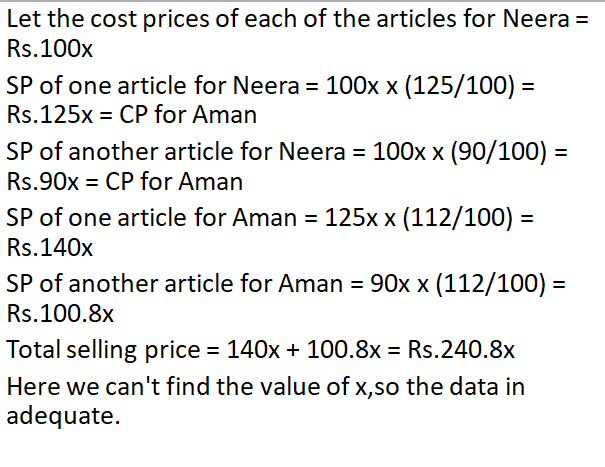 Let the cost prices of each of the articles for Neera =
Rs.100x
SP of one article for Neera = 100x x (125/100) =
Rs.125x = CP for Aman
SP of another article for Neera = 100x x (90/100) =
Rs.90x = CP for Aman
SP of one article for Aman = 125x x (112/100) =
Rs.140x
SP of another article for Aman = 90x x (112/100) =
Rs.100.8x
Total selling price = 140x + 100.8x = Rs.240.8x
Here we can't find the value of x,so the data in
adequate.